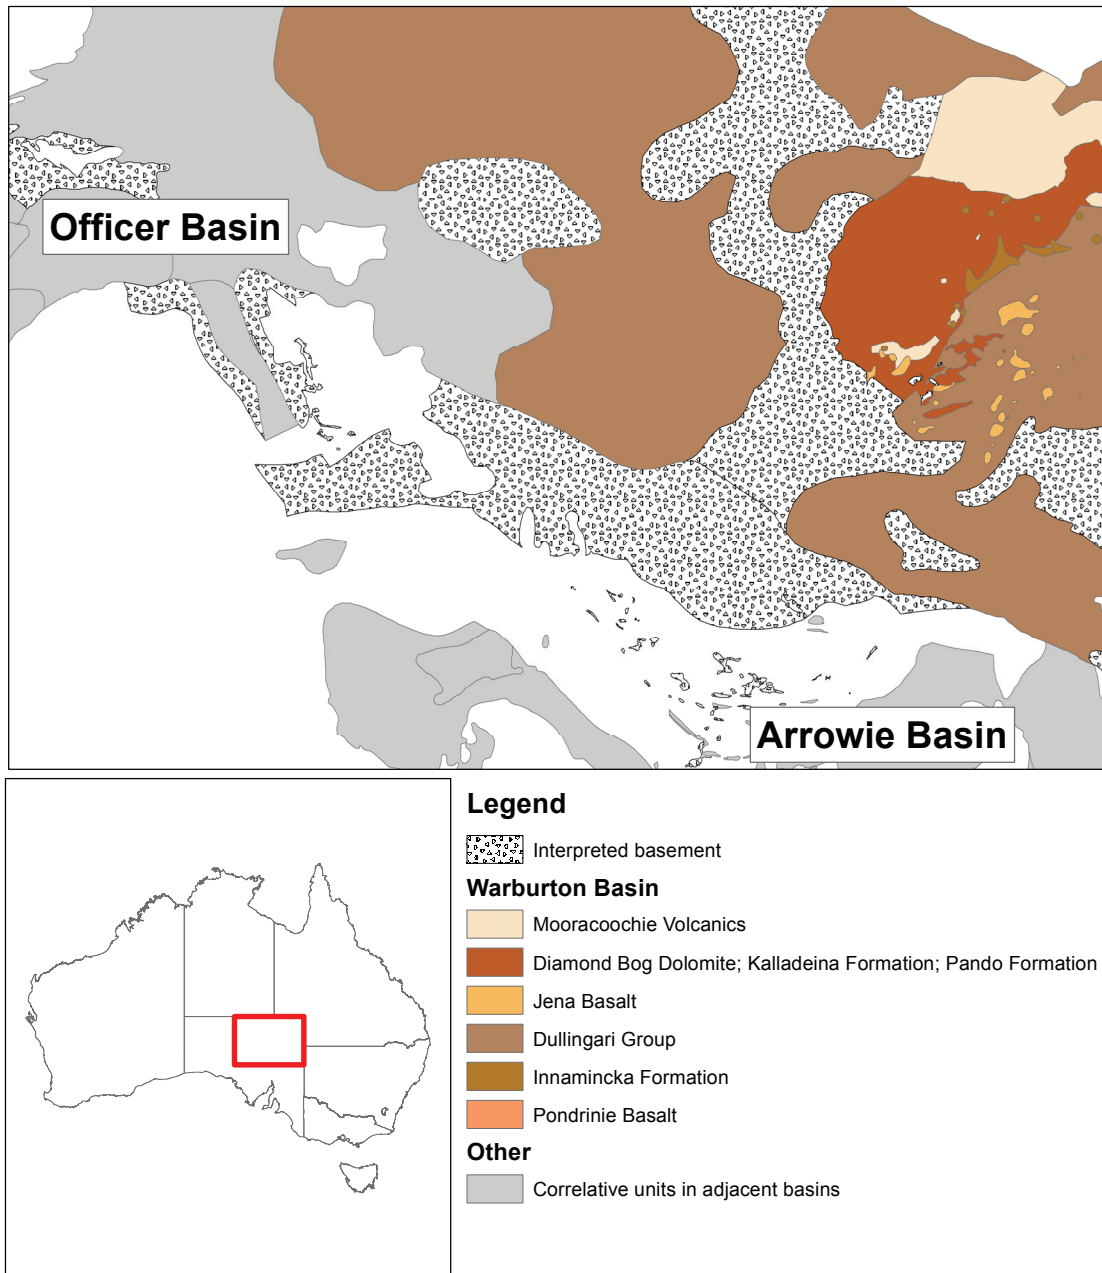 Officer Basin
Arrowie Basin
Legend
Interpreted basement
Warburton Basin
Mooracoochie Volcanics
Diamond Bog Dolomite; Kalladeina Formation; Pando Formation
Jena Basalt
Dullingari Group
Innamincka Formation
Pondrinie Basalt
Other
Correlative units in adjacent basins